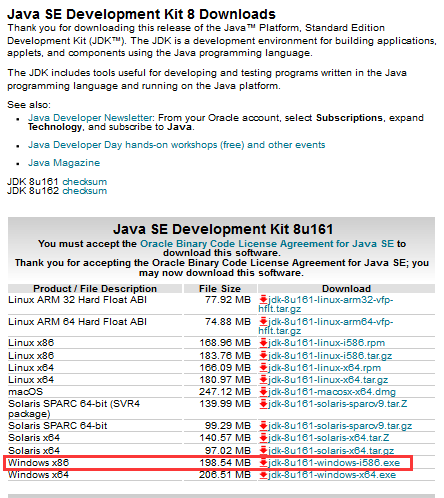 Java SE Development Kit 8 Downloads
Thank you for downloading this release of the Java™ Platform, Standard Edition
Development Kit (JDK™). The JDK is a development environment for building applications,
applets, and components using the Java programming language.
The JDK includes tools useful for developing and testing programs written in the Java
programming language and running on the Java platform.
See also:
• Java Developer Newsletter: From your Oracle account, select Subscriptions, expand
Technology, and subscribe to Java.
• Java Developer Day hands-on workshops (free) and other events
• Java Magazine
JDK 8u161 checksum
JDK 8u162 checksum
Java SE Development Kit 8u161
You must accept the Oracle Binary Code License Agreement for Java SE to
download this software.
Thank you for accepting the Oracle Binary Code License Agreement for Java SE; you
may now download this software.
Product / File Description File Size Download
Linux ARM 32 Hard Float ABI 77.92 MB jdk-8u161-linux-arm32-vfp-
hflt.tar.gz
Linux ARM 64 Hard Float ABI 74.88 MB jdk-8u161-linux-arm64-vfp-
hflt.tar.gz
Linux x86 168.96 MB jdk-8u161-linux-i586.rpm
Linux x86 183.76 MB jdk-8u161-linux-i586.tar.gz
Linux x64 166.09 MB jdk-8u161-linux-x64.rpm
Linux x64 180.97 MB jdk-8u161-linux-x64.tar.gz
macOS 247.12 MB jdk-8u161-macosx-x64.dmg
Solaris SPARC 64-bit (SVR4 139.99 MB jdk-8u161-solaris-sparcv9.tar.Z
package)
Solaris SPARC 64-bit 99.29 MB jdk-8u161-solaris-sparcv9.tar.gz
Solaris x64 140.57 MB jdk-8u161-solaris-x64.tar.Z
Solaris x64 97.02 MB jdk-8u161-solaris-x64.tar.gz
Windows x86 198.54 MB jdk-8u161-windows-i586.exe
Windows x64 206.51 MB jdk-8u161-windows-x64.exe